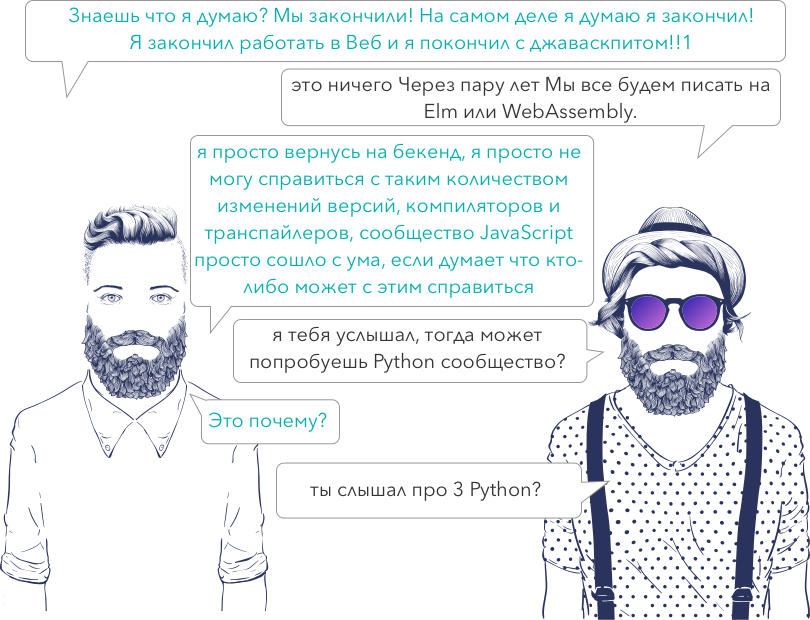 Знаешь что я думаю? Мы закончили! На самом деле я думаю я закончил!
Я закончил работать в Веб и я покончил с джаваскпитом!!1
это ничего Через пару лет Мы все будем писать на
Elm или WebAssembly.
я просто вернусь на бекенд, я просто не
могу справиться с таким количеством
изменений версий, компиляторов и
транспайлеров, сообщество JavaScript
просто сошло с ума, если думает что кто-
либо может с этим справиться
я тебя услышал, тогда может
попробуешь Python сообщество?
Это почему?
ты слышал про 3 Python?